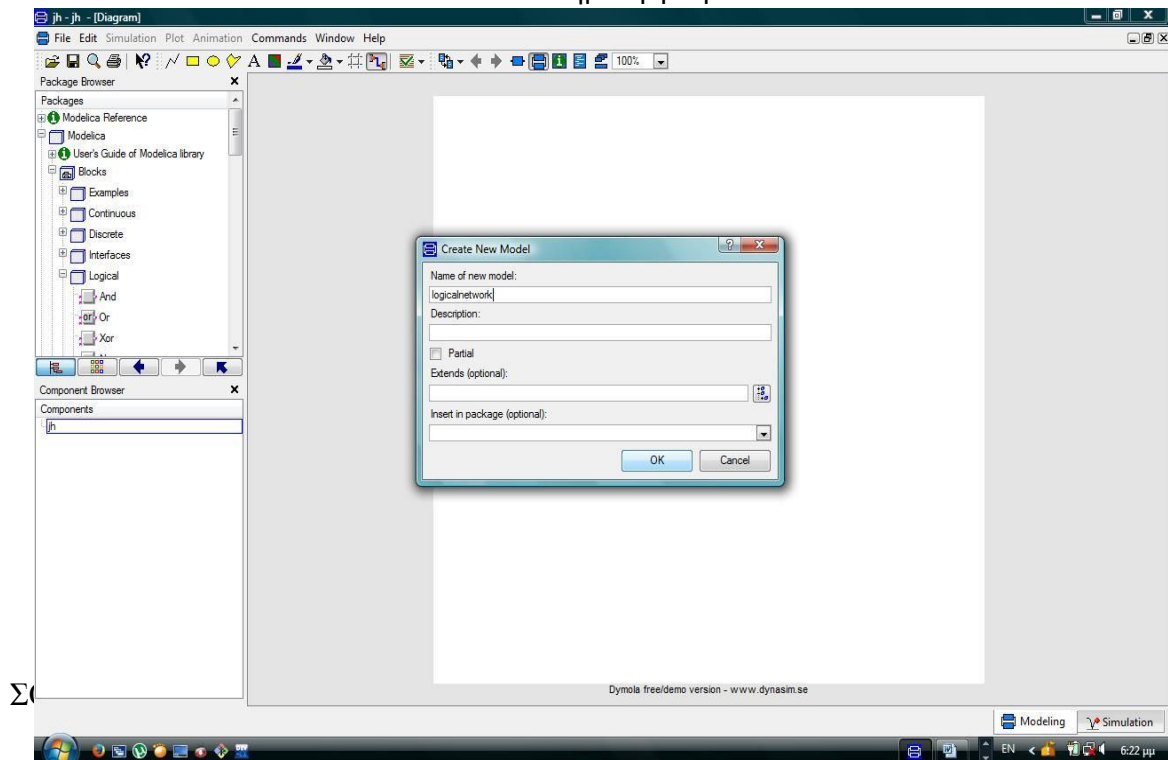 jh - jh - [Diagram]
File Edit Simulation Plot Animation Commands Window Help
100%
Package Browser
Packages
Modelica Reference
Modelica
User's Guide of Modelica library
Blocks
Examples
Continuous
Discrete
Interfaces
Logical
And
or Or
Xor
Component Browser
Components
jh
Create New Model
Name of new model:
logicalnetwork
Description:
Partial
Extends (optional):
Insert in package (optional):
OK Cancel
Dymola free/demo version - www.dynasim.se
Modeling Simulation
EN 6:22 μμ